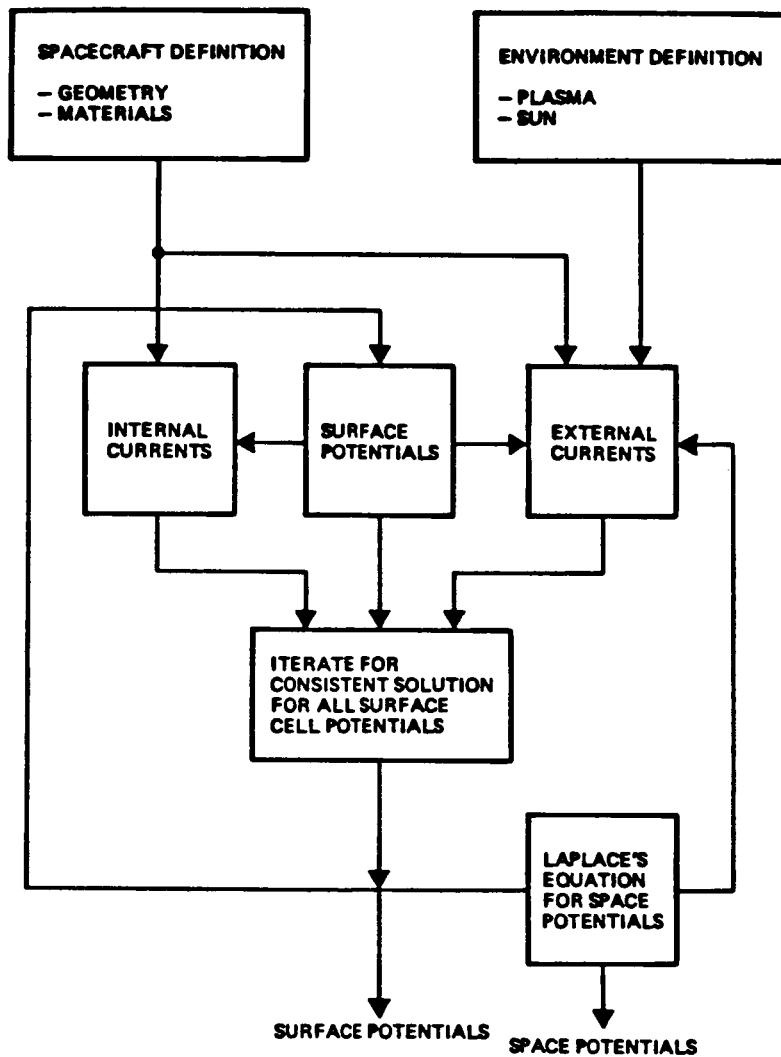 SPACECRAFT DEFINITION
– GEOMETRY
– MATERIALS
ENVIRONMENT DEFINITION
– PLASMA
– SUN
INTERNAL
CURRENTS
SURFACE
POTENTIALS
EXTERNAL
CURRENTS
ITERATE FOR
CONSISTENT SOLUTION
FOR ALL SURFACE
CELL POTENTIALS
LAPLACE'S
EQUATION
FOR SPACE
POTENTIALS
SURFACE POTENTIALS
SPACE POTENTIALS